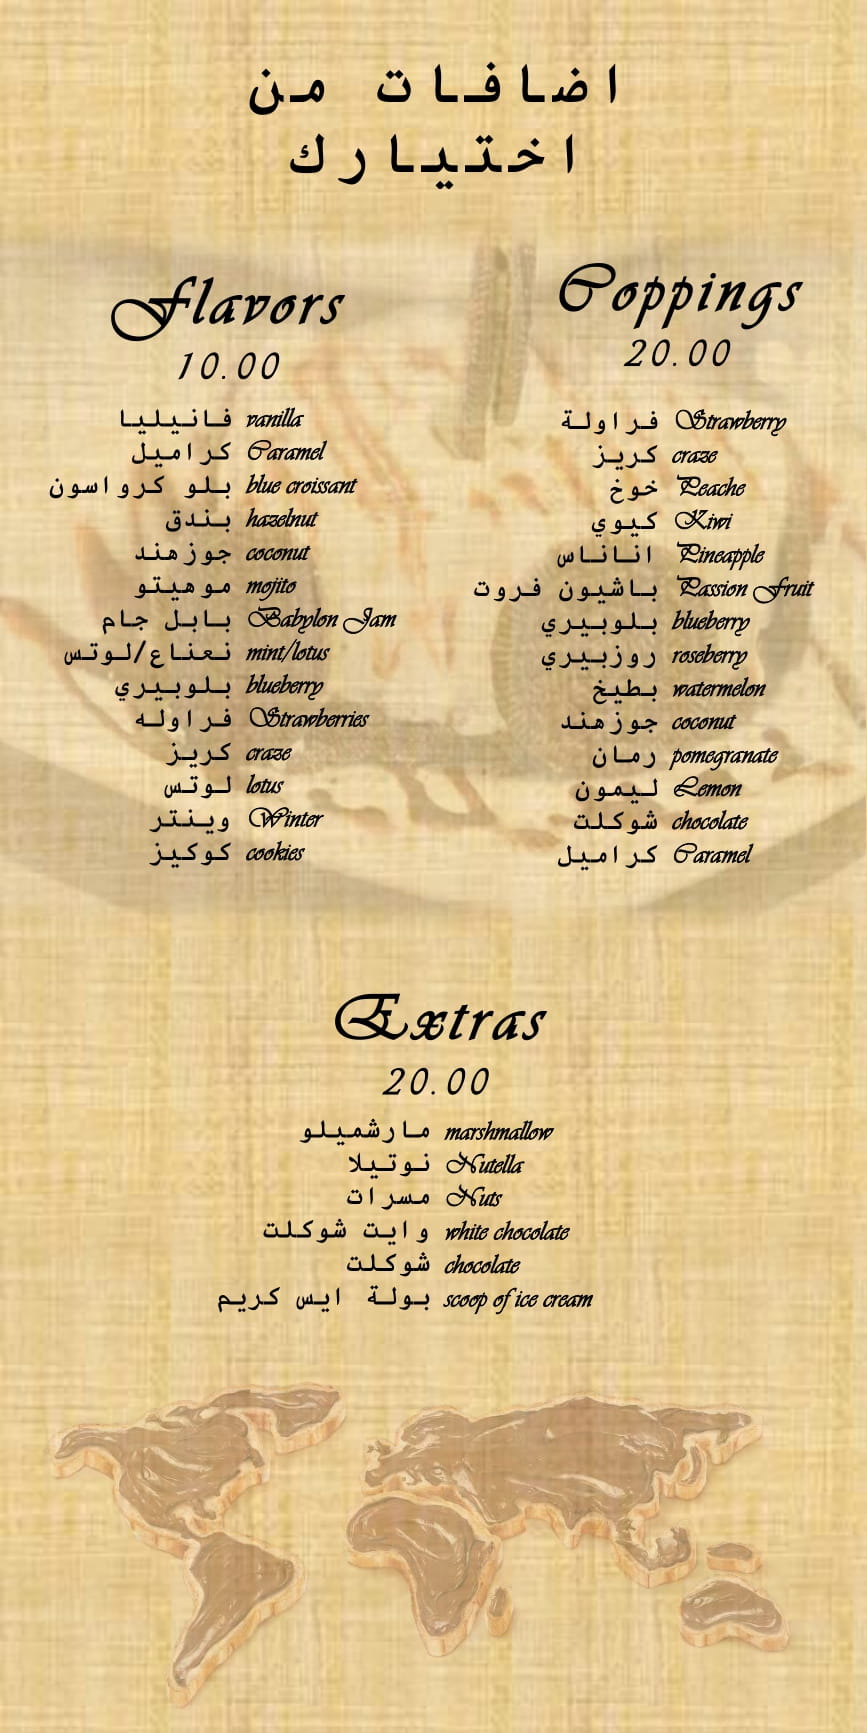 اضافات من
اختيارك
Flavors
10.00
فانيليا vanilla
كراميل Caramel
بلو كرواسون blue croissant
بندق hazelnut
جوزهند coconut
موهيتو mojito
بابل جام Babylon Jam
نعناع/لوتس mint/lotus
بلوبيري blueberry
فراوله Strawberries
كريز craze
لوتس lotus
وينتر Winter
كوكيز cookies
Coppings
20.00
فراولة Strawberry
كريز craze
خوخ Peache
كيوي Kiwi
اناناس Pineapple
باشيون فروت Passion Fruit
بلوبيري blueberry
روزبيري roseberry
بطيخ watermelon
جوزهند coconut
رمان pomegranate
ليمون Lemon
شوكلت chocolate
كراميل Caramel
Extras
20.00
مارشميلو marshmallow
نوتيلا Nutella
مسرات Nuts
وايت شوكلت white chocolate
شوكلت chocolate
بولة ايس كريم scoop of ice cream